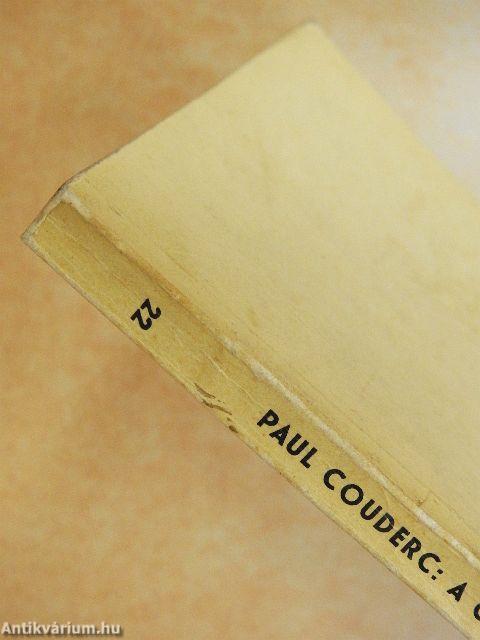 22
PAUL COUDERC: A
Antikvárium.hu